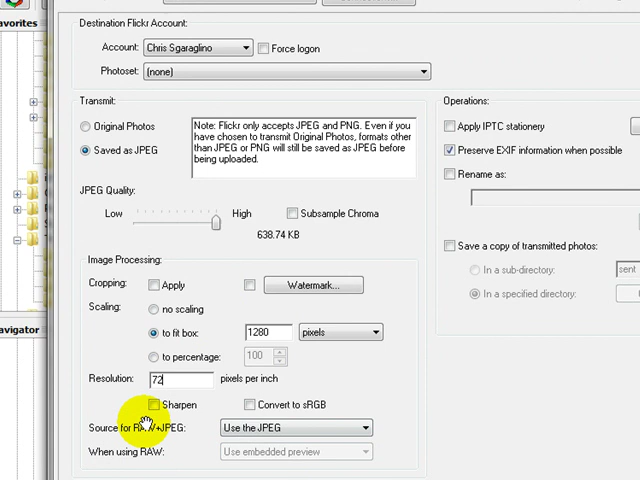 avorites
Destination Flickr Account:
Account: Chris Sgaraglino Force logon
Photoset: (none)
Transmit:
Original Photos
Saved as JPEG
Note: Flickr only accepts JPEG and PNG. Even if you
have chosen to transmit Original Photos, formats other
than JPEG or PNG will still be saved as JPEG before
being uploaded.
JPEG Quality:
Low High Subsample Chroma
638.74 KB
Image Processing:
Cropping: Apply Watermark...
Scaling: no scaling
to fit box: 1280 pixels
to percentage: 100
Resolution: 72 pixels per inch
Sharpen Convert to sRGB
Source for RAW+JPEG: Use the JPEG
When using RAW: Use embedded preview
Operations:
Apply IPTC stationery
Preserve EXIF information when possible
Rename as:
Save a copy of transmitted photos:
In a sub-directory: sent
In a specified directory:
avigator